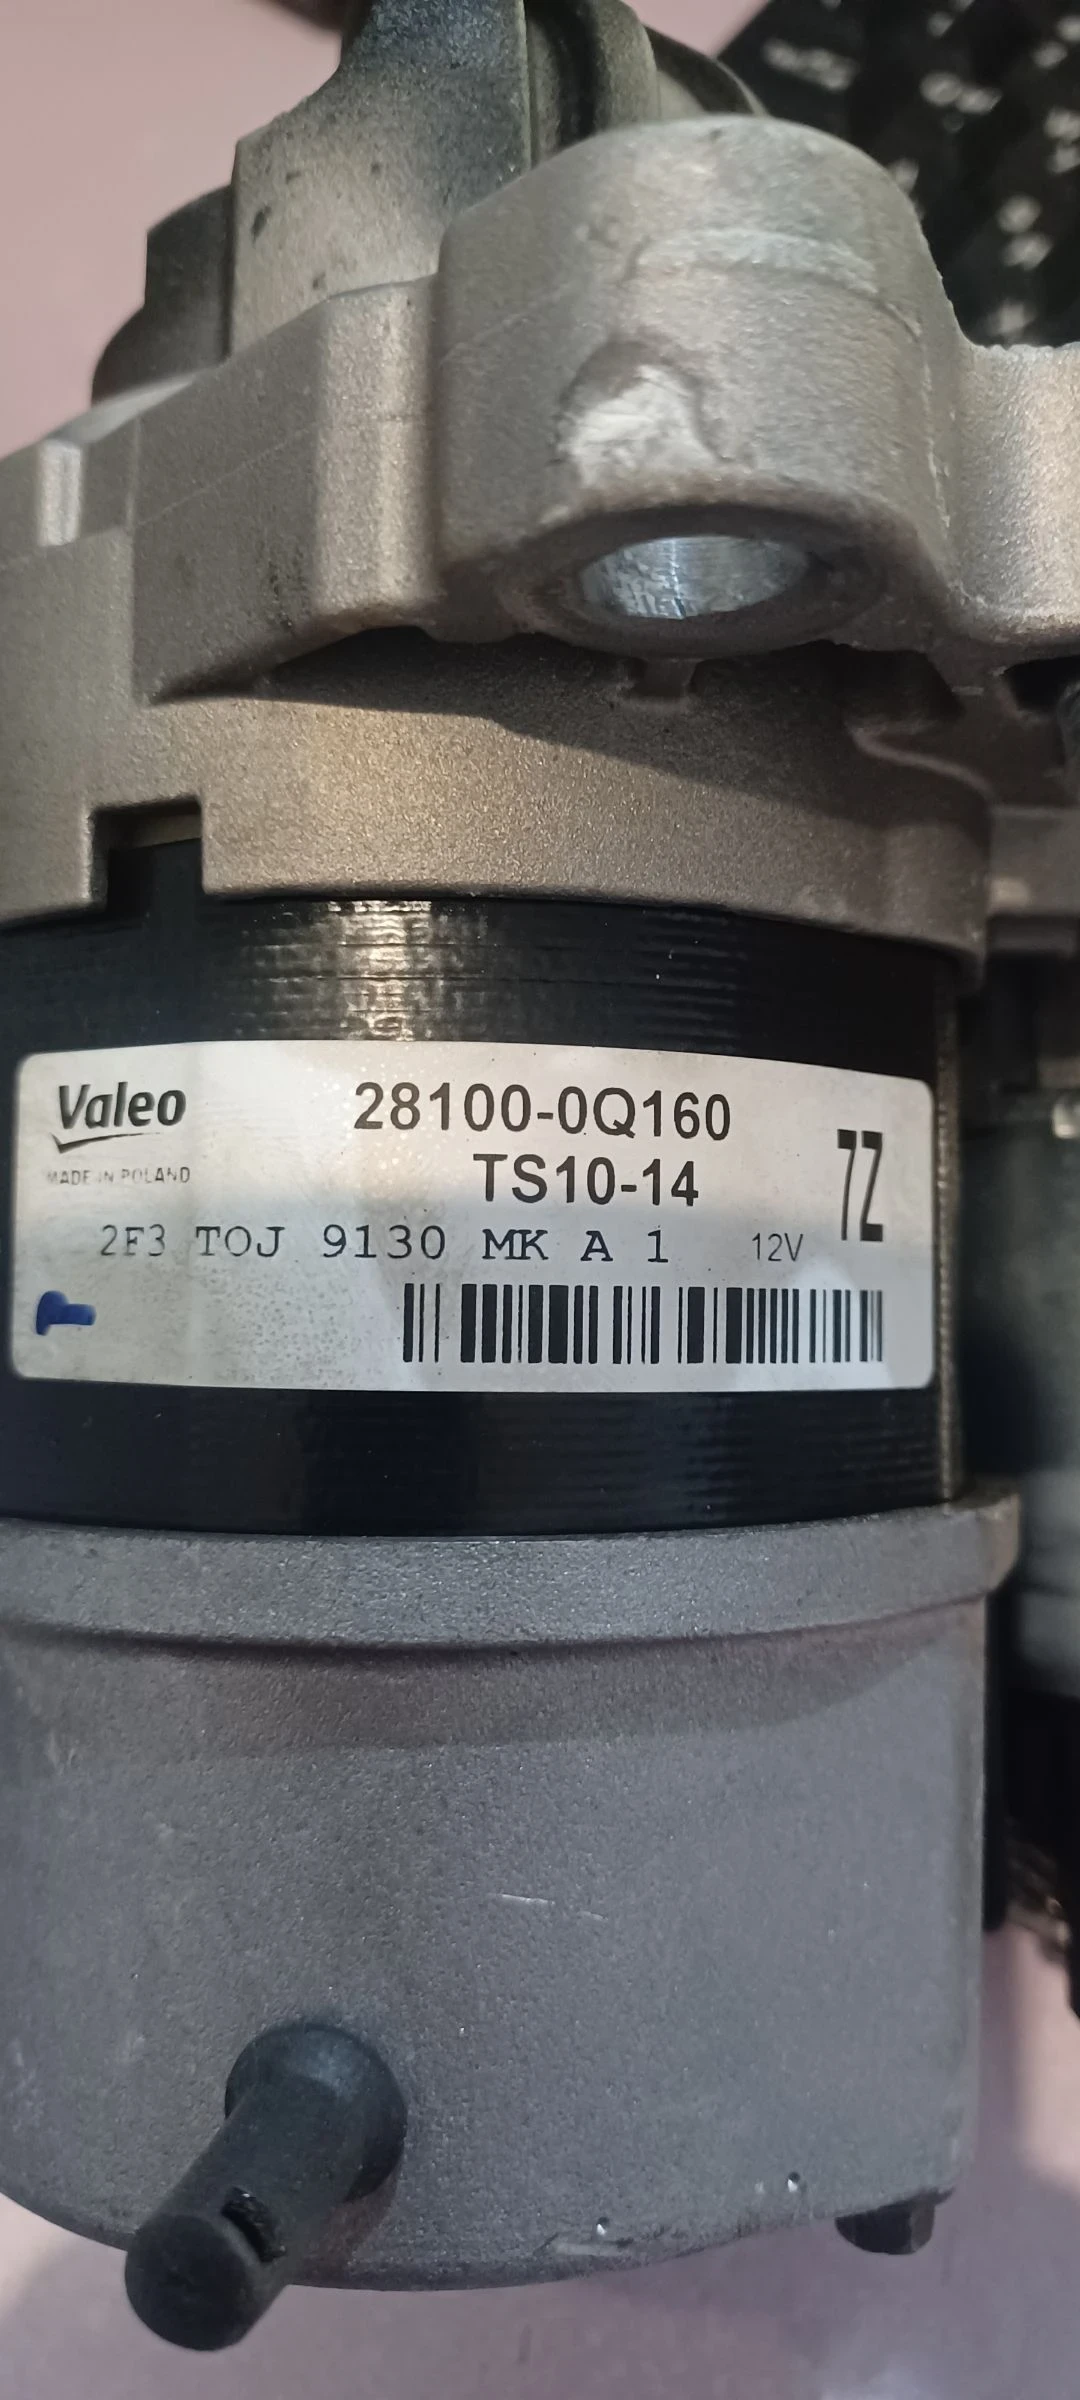 Valeo
MADE IN POLAND
28100-0Q160
TS10-14
7Z
2F3 TOJ 9130 MK A 1
12V